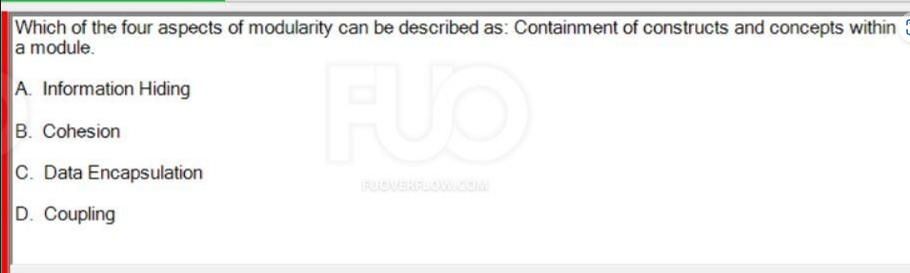 Which of the four aspects of modularity can be described as: Containment of constructs and concepts within
a module.
A. Information Hiding
FUO
B. Cohesion
C. Data Encapsulation
FUOVERFLOW.COM
D. Coupling